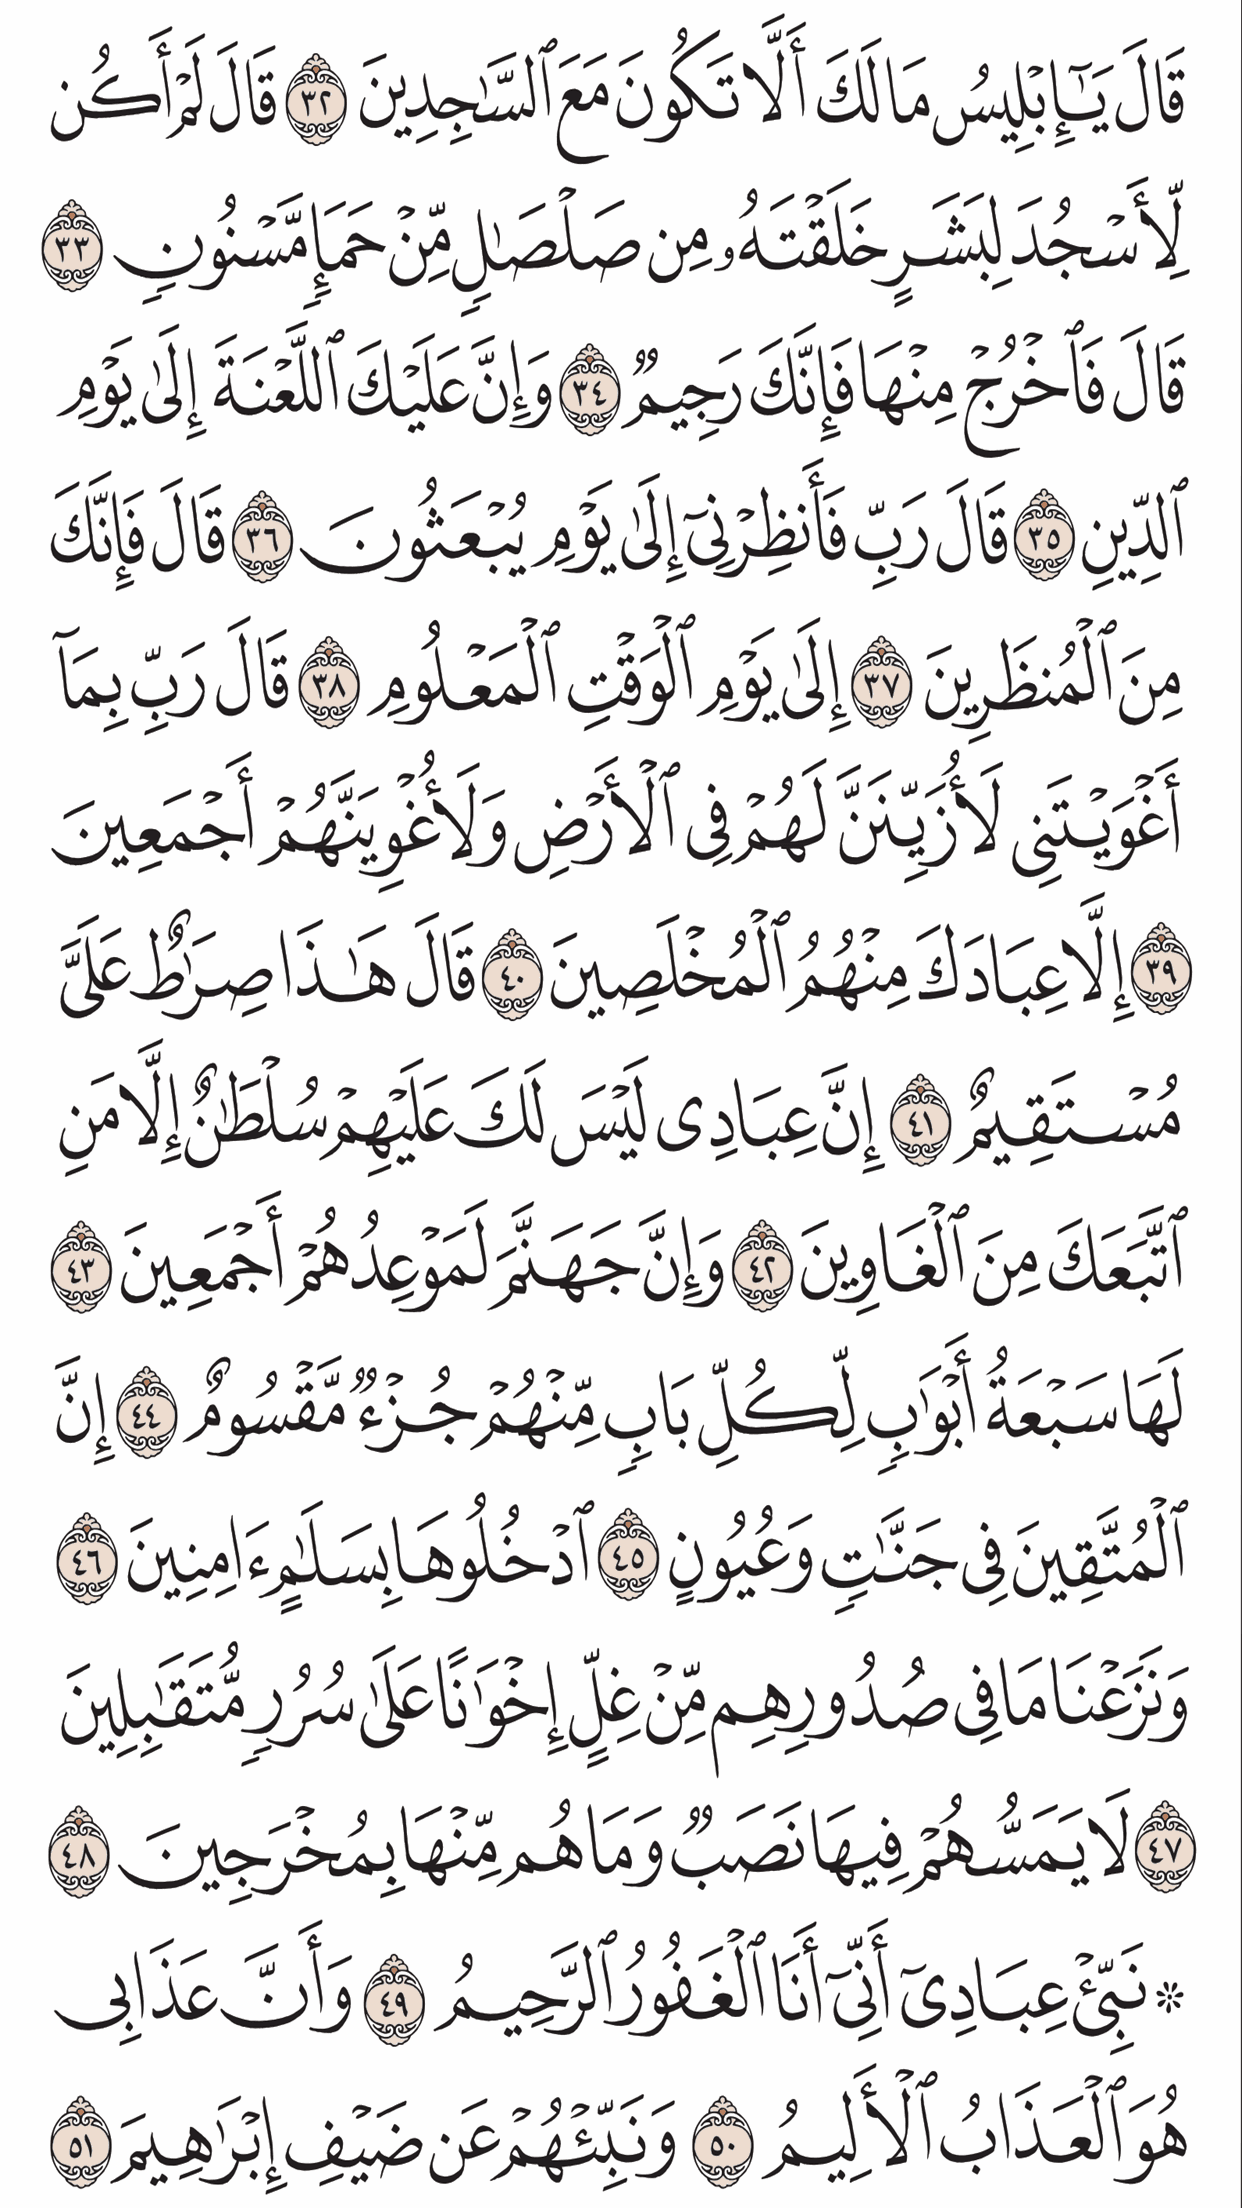 قَالَ يَـٰٓإِبْلِيسُ مَا لَكَ أَلَّا تَكُونَ مَعَ ٱلسَّـٰجِدِينَ ٣٢ قَالَ لَمْ أَكُن
لِّأَسْجُدَ لِبَشَرٍ خَلَقْتَهُۥ مِن صَلْصَـٰلٍ مِّنْ حَمَإٍ مَّسْنُونٍ ٣٣
قَالَ فَٱخْرُجْ مِنْهَا فَإِنَّكَ رَجِيمٌ ٣٤ وَإِنَّ عَلَيْكَ ٱللَّعْنَةَ إِلَىٰ يَوْمِ
ٱلدِّينِ ٣٥ قَالَ رَبِّ فَأَنظِرْنِىٓ إِلَىٰ يَوْمِ يُبْعَثُونَ ٣٦ قَالَ فَإِنَّكَ
مِنَ ٱلْمُنظَرِينَ ٣٧ إِلَىٰ يَوْمِ ٱلْوَقْتِ ٱلْمَعْلُومِ ٣٨ قَالَ رَبِّ بِمَآ
أَغْوَيْتَنِى لَأُزَيِّنَنَّ لَهُمْ فِى ٱلْأَرْضِ وَلَأُغْوِيَنَّهُمْ أَجْمَعِينَ
٣٩ إِلَّا عِبَادَكَ مِنْهُمُ ٱلْمُخْلَصِينَ ٤٠ قَالَ هَـٰذَا صِرَٰطٌ عَلَىَّ
مُسْتَقِيمٌ ٤١ إِنَّ عِبَادِى لَيْسَ لَكَ عَلَيْهِمْ سُلْطَـٰنٌ إِلَّا مَنِ
ٱتَّبَعَكَ مِنَ ٱلْغَاوِينَ ٤٢ وَإِنَّ جَهَنَّمَ لَمَوْعِدُهُمْ أَجْمَعِينَ ٤٣
لَهَا سَبْعَةُ أَبْوَٰبٍ لِّكُلِّ بَابٍ مِّنْهُمْ جُزْءٌ مَّقْسُومٌ ٤٤ إِنَّ
ٱلْمُتَّقِينَ فِى جَنَّـٰتٍ وَعُيُونٍ ٤٥ ٱدْخُلُوهَا بِسَلَـٰمٍ ءَامِنِينَ ٤٦
وَنَزَعْنَا مَا فِى صُدُورِهِم مِّنْ غِلٍّ إِخْوَٰنًا عَلَىٰ سُرُرٍ مُّتَقَـٰبِلِينَ
٤٧ لَا يَمَسُّهُمْ فِيهَا نَصَبٌ وَمَا هُم مِّنْهَا بِمُخْرَجِينَ ٤٨
۞ نَبِّئْ عِبَادِىٓ أَنِّىٓ أَنَا ٱلْغَفُورُ ٱلرَّحِيمُ ٤٩ وَأَنَّ عَذَابِى
هُوَ ٱلْعَذَابُ ٱلْأَلِيمُ ٥٠ وَنَبِّئْهُمْ عَن ضَيْفِ إِبْرَٰهِيمَ ٥١